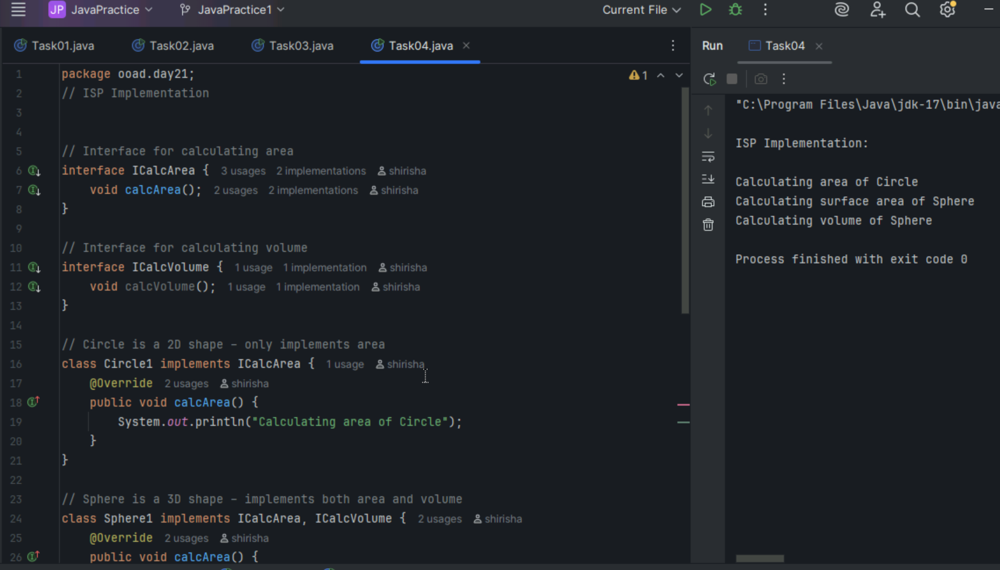 JP JavaPractice JavaPractice1 Current File
Task01.java Task02.java Task03.java Task04.java
Run Task04
1 package ooad.day21;
1
2 // ISP Implementation
3
4
5 // Interface for calculating area
6 interface ICalcArea { 3 usages 2 implementations shirisha
7 void calcArea(); 2 usages 2 implementations shirisha
8 }
9
10 // Interface for calculating volume
11 interface ICalcVolume { 1 usage 1 implementation shirisha
12 void calcVolume(); 1 usage 1 implementation shirisha
13 }
14
15 // Circle is a 2D shape – only implements area
16 class Circle1 implements ICalcArea { 1 usage shirisha
17 @Override 2 usages shirisha
18 public void calcArea() {
19 System.out.println("Calculating area of Circle");
20 }
21 }
22
23 // Sphere is a 3D shape – implements both area and volume
24 class Sphere1 implements ICalcArea, ICalcVolume { 2 usages shirisha
25 @Override 2 usages shirisha
26 public void calcArea() {
"C:\Program Files\Java\jdk-17\bin\java
ISP Implementation:
Calculating area of Circle
Calculating surface area of Sphere
Calculating volume of Sphere
Process finished with exit code 0